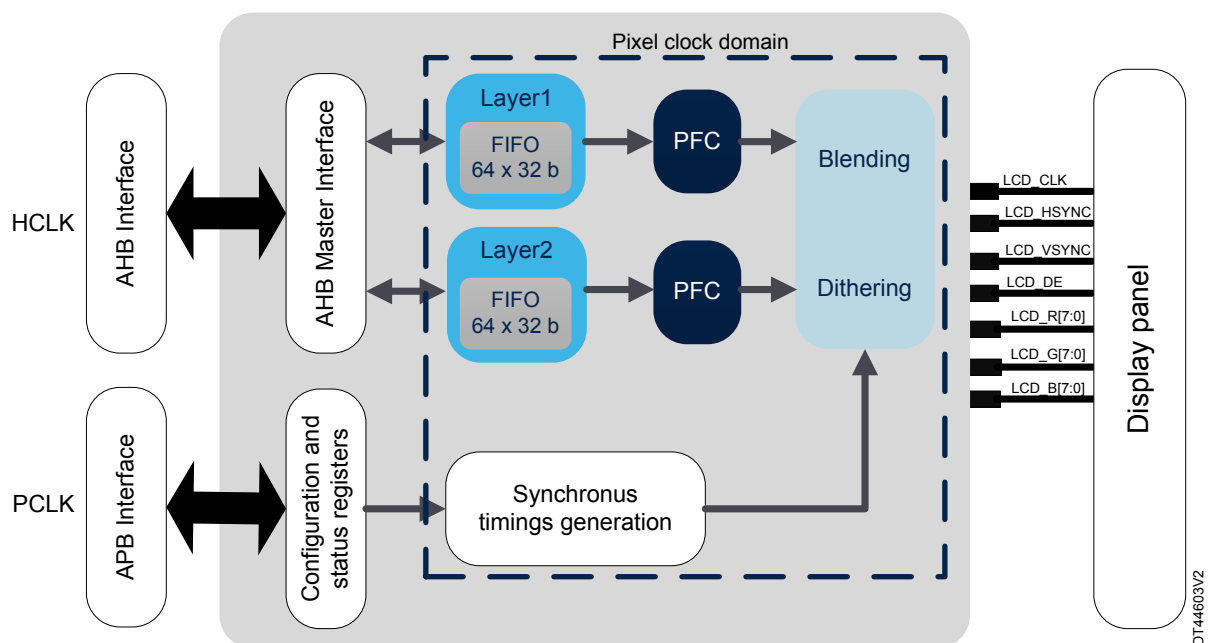 Pixel clock domain
HCLK
AHB Interface
AHB Master Interface
Layer1
FIFO
64 x 32 b
PFC
Blending
Layer2
FIFO
64 x 32 b
PFC
Dithering
LCD_CLK
LCD_HSYNC
LCD_VSYNC
LCD_DE
LCD_R[7:0]
LCD_G[7:0]
LCD_B[7:0]
Display panel
PCLK
APB Interface
Configuration and
status registers
Synchronus
timings generation
DT44603V2